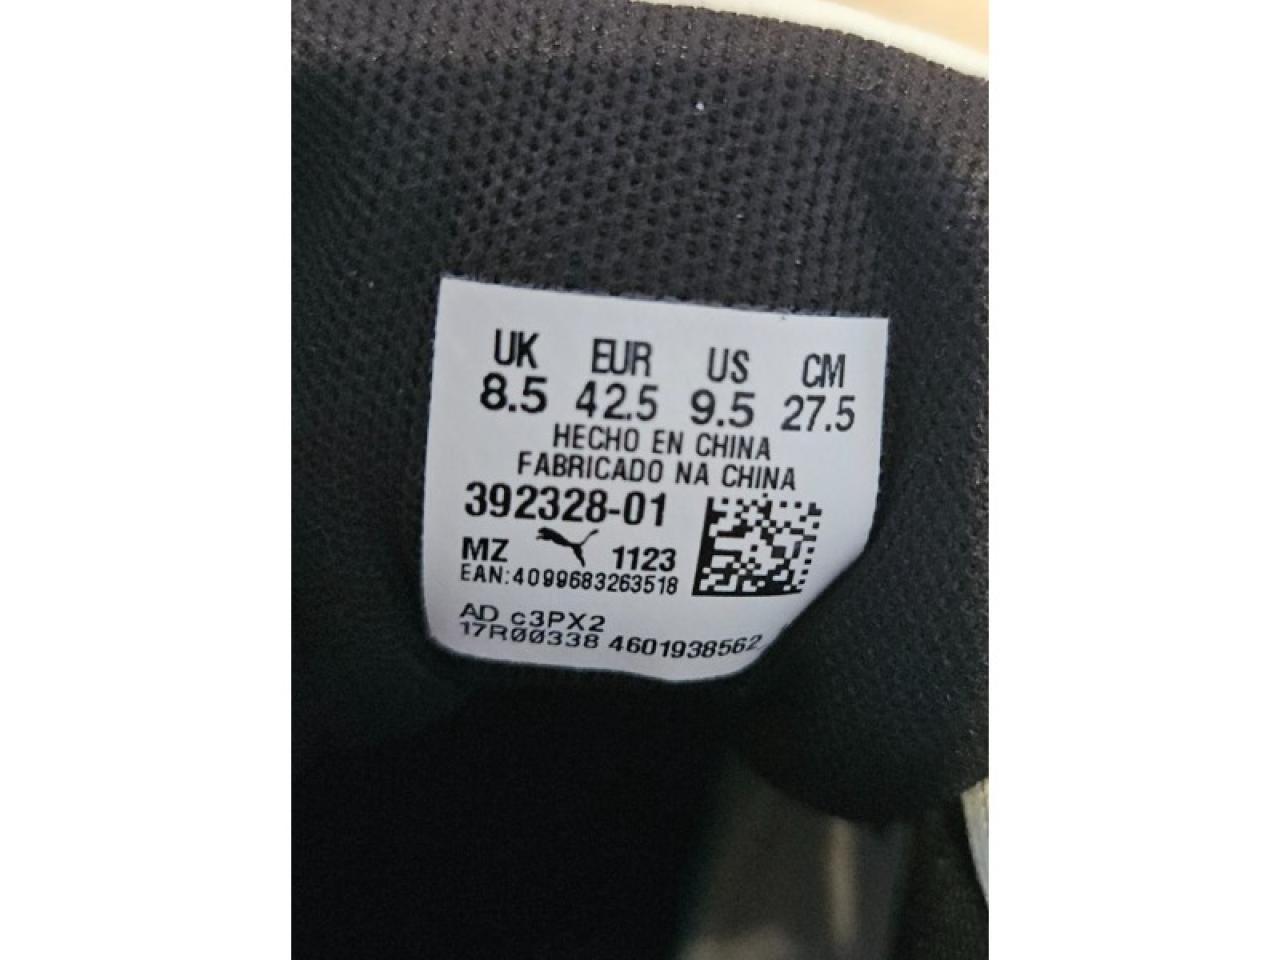 UK EUR US CM
8.5 42.5 9.5 27.5
HECHO EN CHINA
FABRICADO NA CHINA
392328-01
MZ 1123
EAN:4099683263518
AD c3PX2
17R00338 4601938562